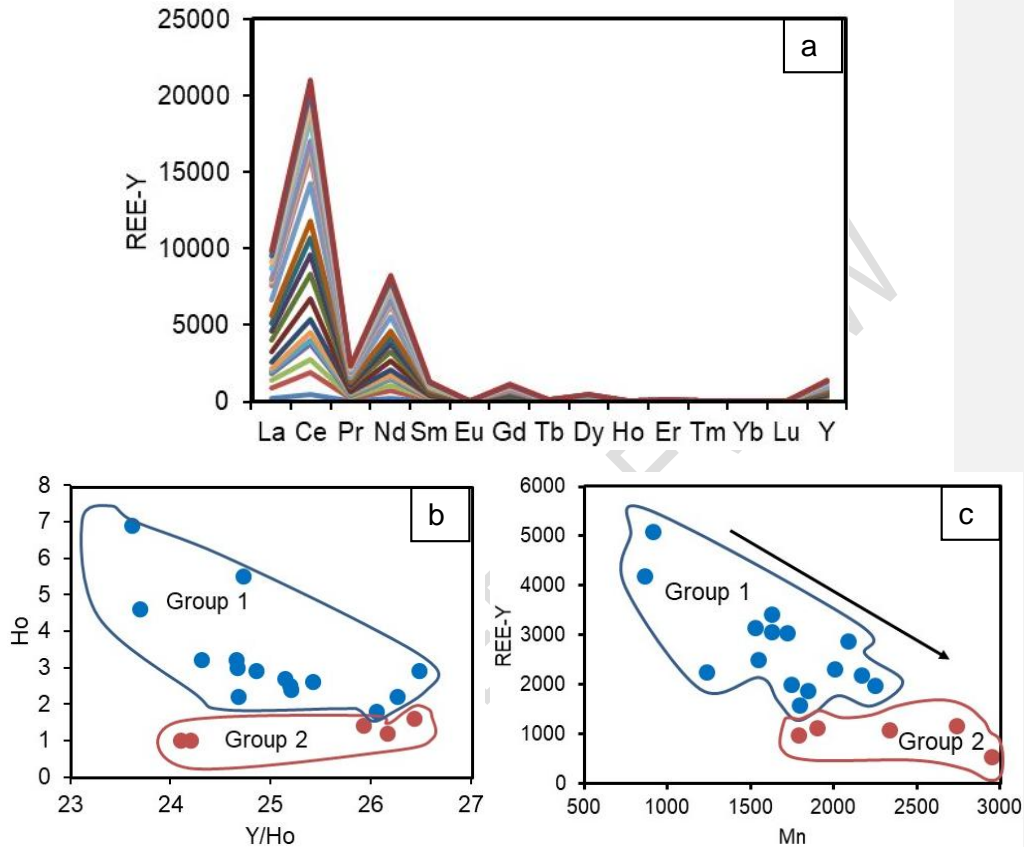 a
25000
20000
15000
10000
5000
0
REE-Y
La Ce Pr Nd Sm Eu Gd Tb Dy Ho Er Tm Yb Lu Y
b
8
7
6
5
4
3
2
1
0
Ho
Group 1
Group 2
23 24 25 26 27
Y/Ho
c
6000
5000
4000
3000
2000
1000
0
REE-Y
Group 1
Group 2
500 1000 1500 2000 2500 3000
Mn